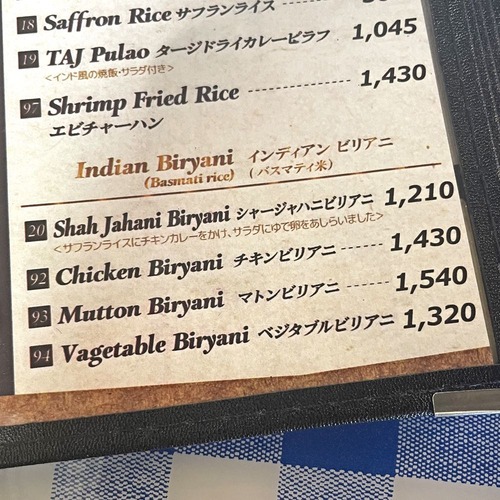 18 Saffron Rice サフランライス
19 TAJ Pulao タージドライカレーピラフ 1,045
<インド風の焼飯・サラダ付き>
97 Shrimp Fried Rice ---------------- 1,430
エビチャーハン
Indian Biryani インディアン ビリアニ
(Basmati rice) (バスマティ米)
20 Shah Jahani Biryani シャージャハニビリアニ 1,210
<サフランライスにチキンカレーをかけ、サラダにゆで卵をあしらいました>
92 Chicken Biryani チキンビリアニ ------ 1,430
93 Mutton Biryani マトンビリアニ ------ 1,540
94 Vagetable Biryani ベジタブルビリアニ 1,320